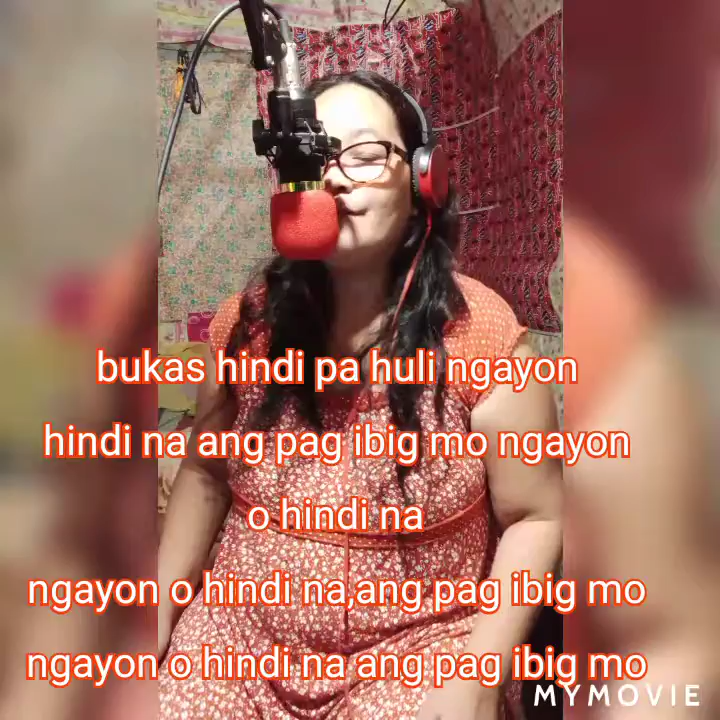 bukas hindi pa huli ngayon
hindi na ang pag ibig mo ngayon
o hindi na
ngayon o hindi na,ang pag ibig mo
ngayon o hindi na ang pag ibig mo
MYMOVIE